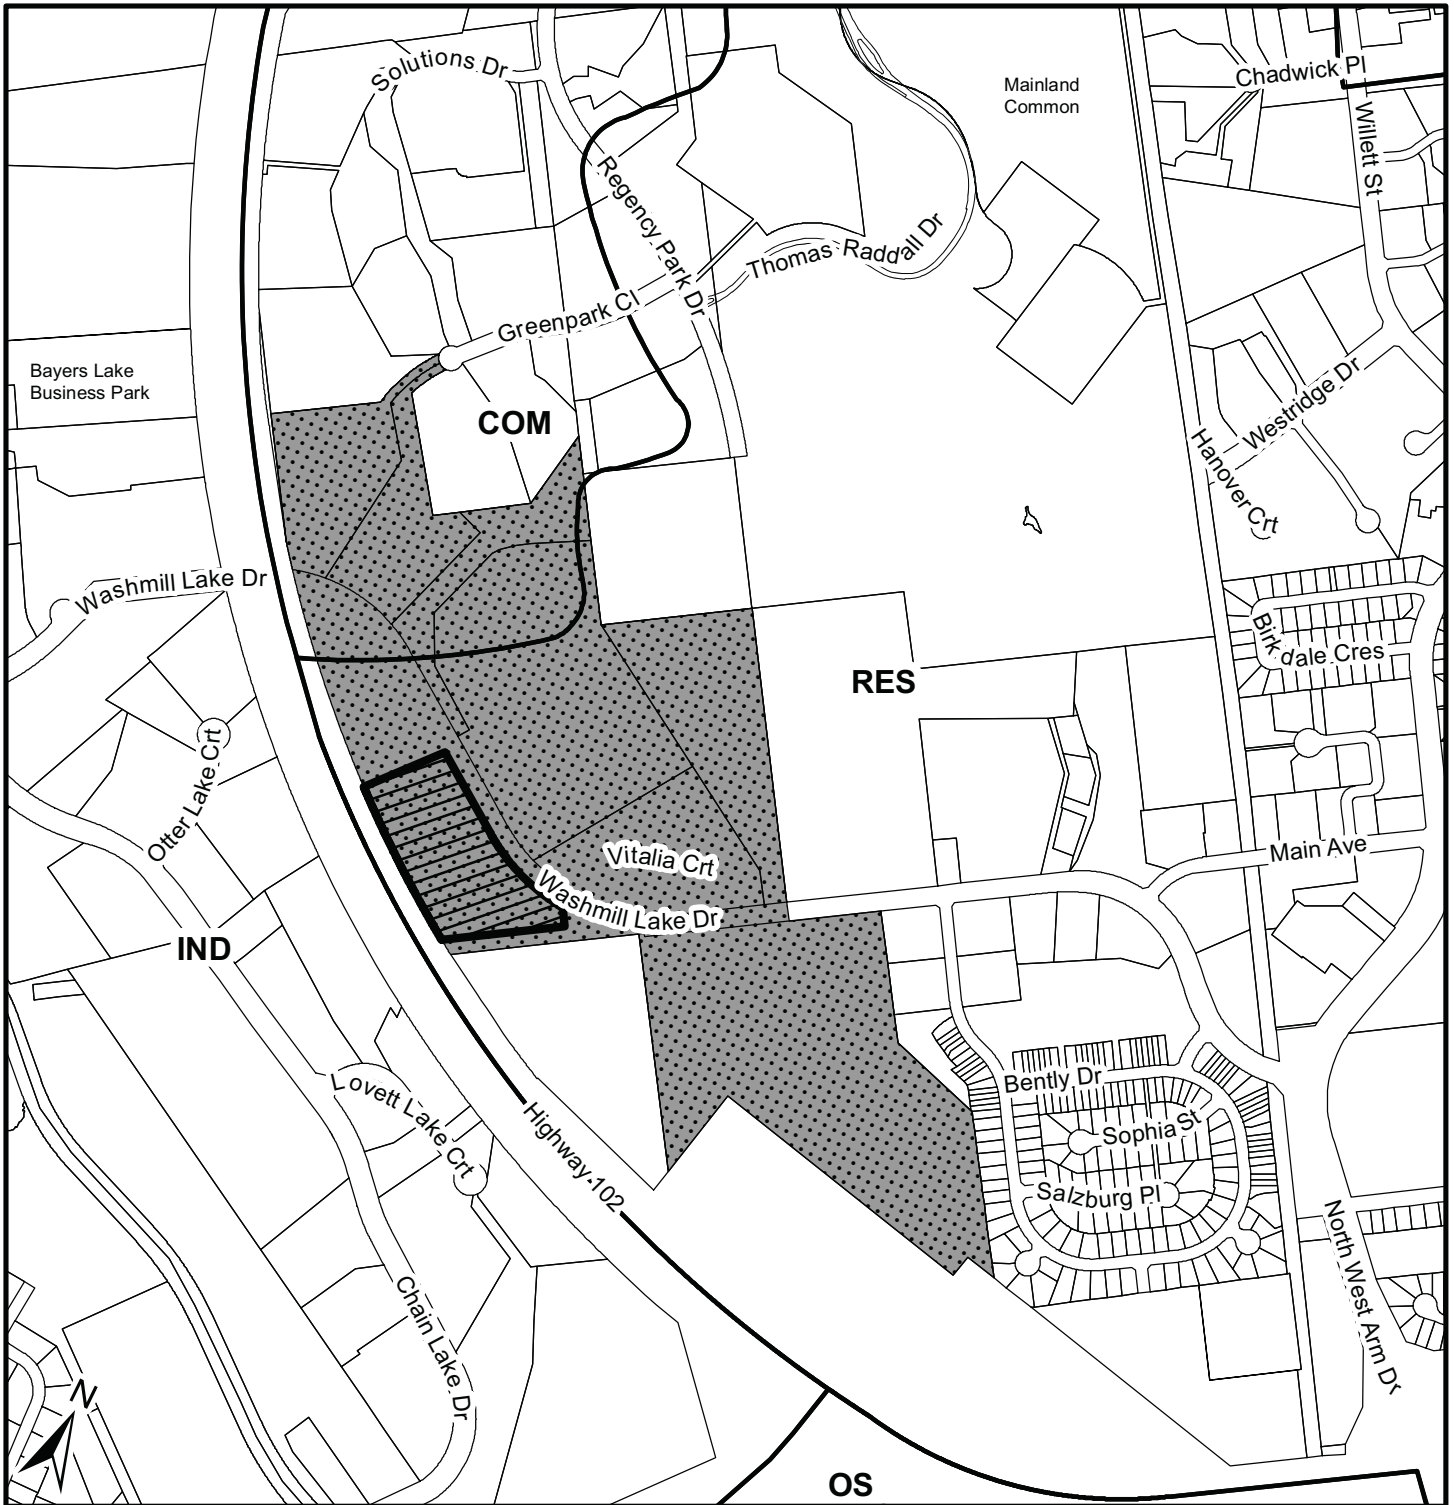 Solutions Dr
Mainland
Common
Chadwick Pl
Willett St
Regency Park Dr
Thomas Raddall Dr
Greenpark Cl
Bayers Lake
Business Park
COM
Westridge Dr
Hanover Crt
Washmill Lake Dr
Birkdale Cres
RES
Otter Lake Crt
Vitalia Crt
Main Ave
Washmill Lake Dr
IND
Lovett Lake Crt
Bently Dr
Sophia St
Highway 102
Salzburg Pl
North West Arm Dr
Chain Lake Dr
N
OS